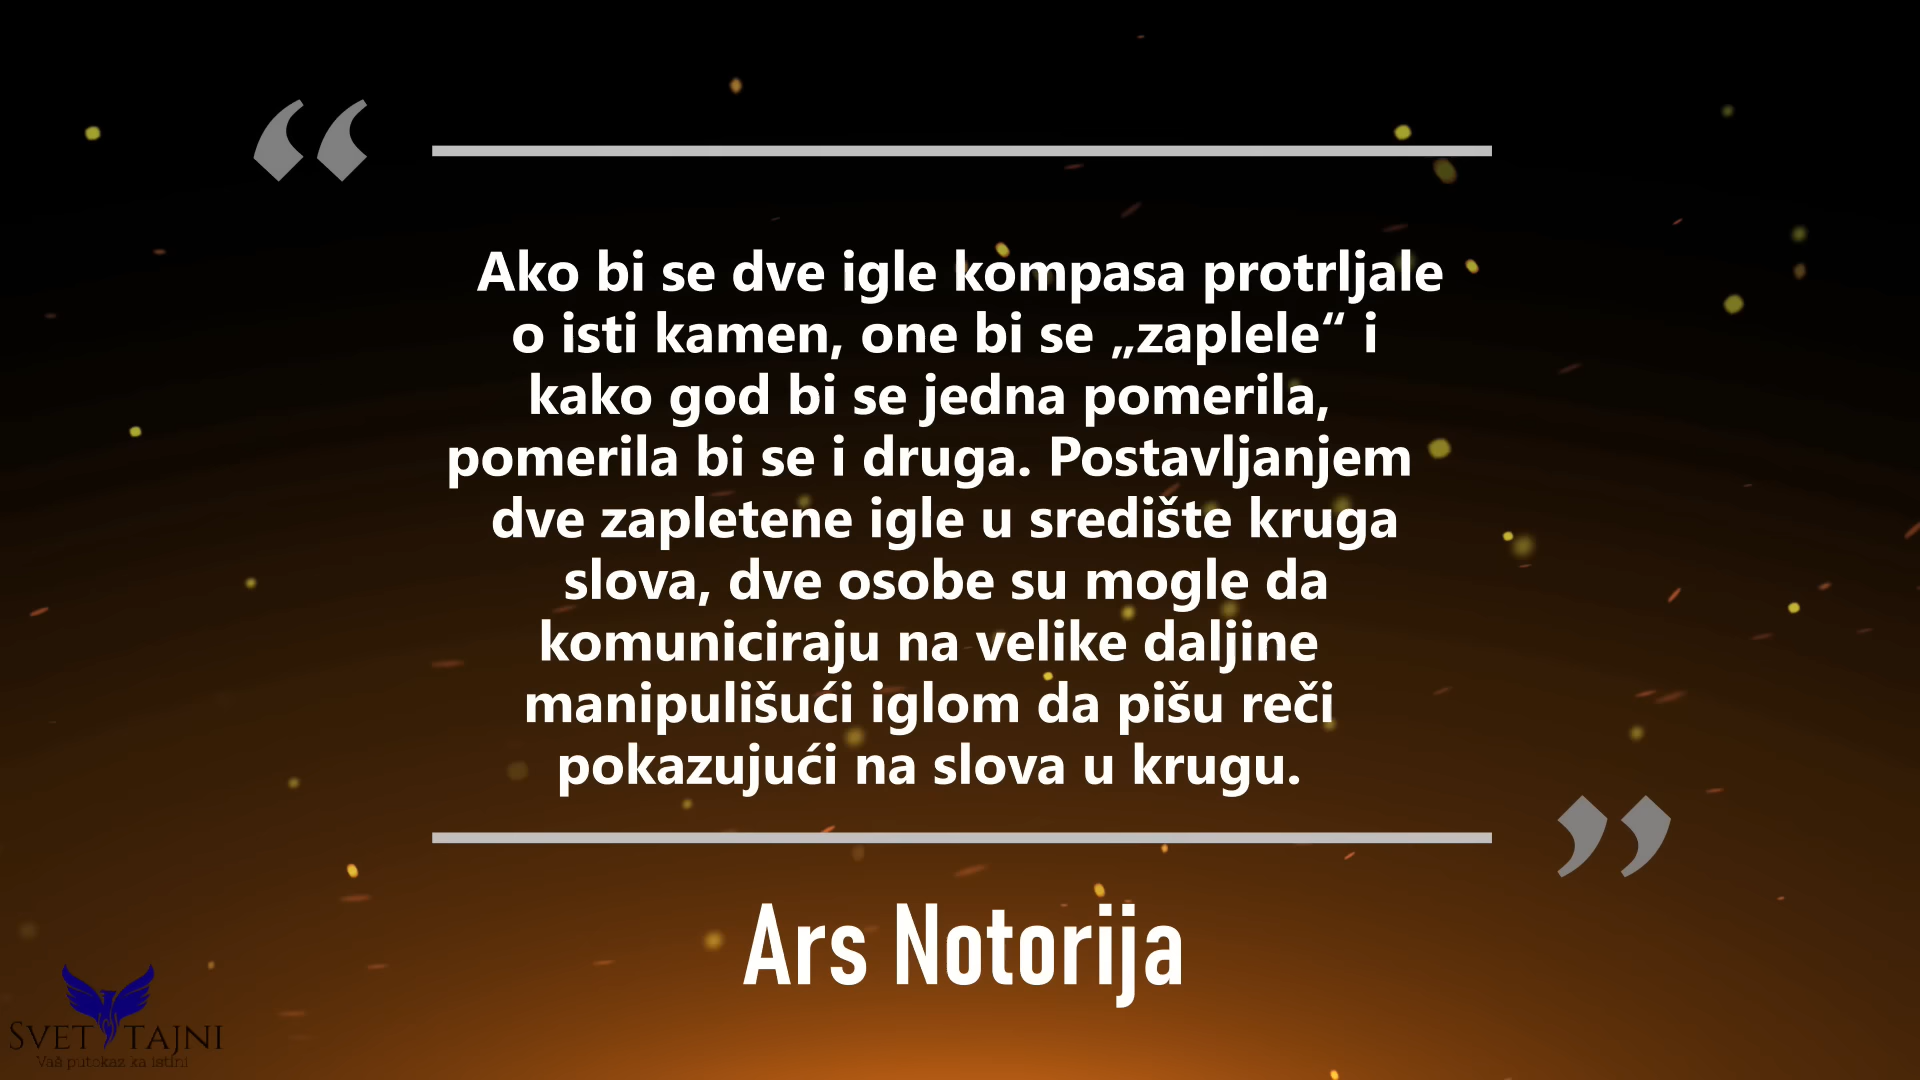 “
Ako bi se dve igle kompasa protrljale
o isti kamen, one bi se „zaplele“ i
kako god bi se jedna pomerila,
pomerila bi se i druga. Postavljanjem
dve zapletene igle u središte kruga
slova, dve osobe su mogle da
komuniciraju na velike daljine
manipulišući iglom da pišu reči
pokazujući na slova u krugu.
”
Ars Notorija
SVET TAJNI
Vaš putokaz ka istini